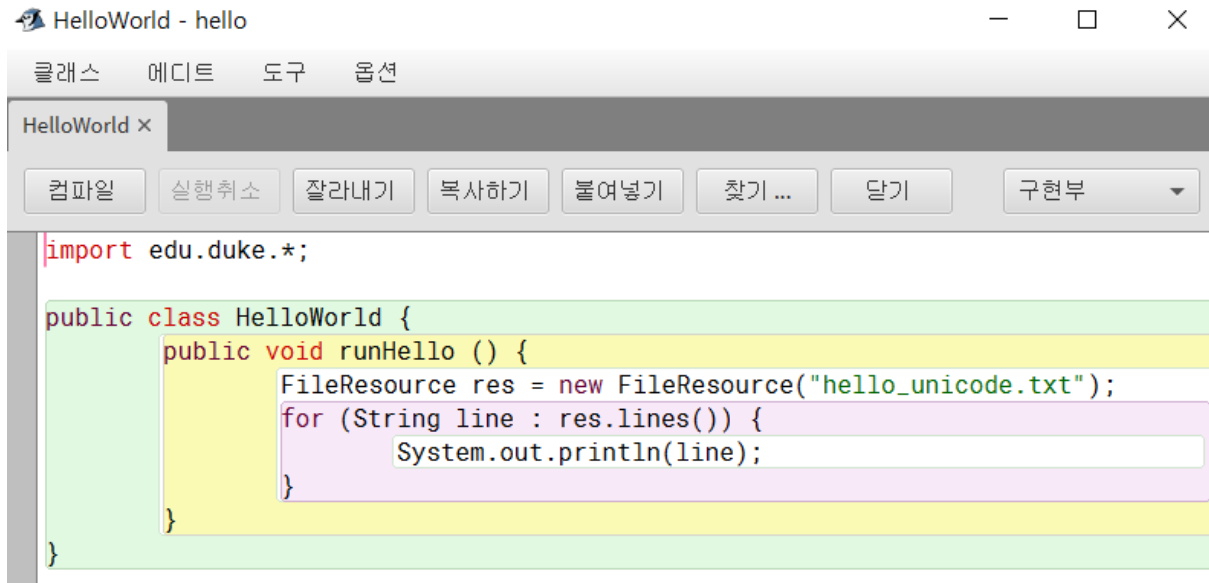 HelloWorld - hello
클래스 에디트 도구 옵션
HelloWorld ×
컴파일 실행취소 잘라내기 복사하기 붙여넣기 찾기 ... 닫기 구현부
import edu.duke.*;
public class HelloWorld {
public void runHello () {
FileResource res = new FileResource("hello_unicode.txt");
for (String line : res.lines()) {
System.out.println(line);
}
}
}